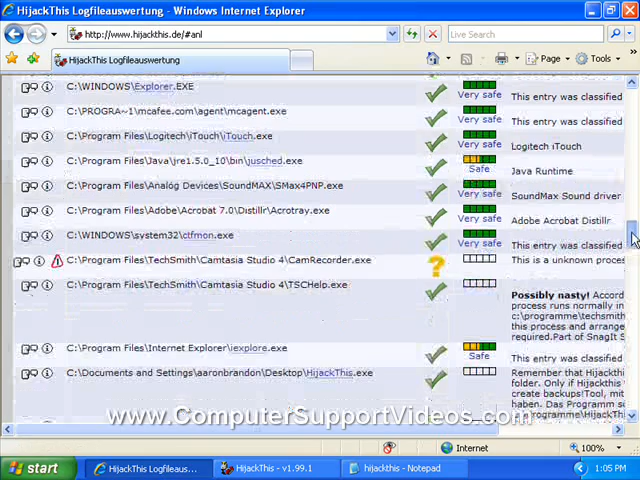 HijackThis Logfileauswertung - Windows Internet Explorer
http://www.hijackthis.de/#anl
Live Search
HijackThis Logfileauswertung
Page
Tools
C:\WINDOWS\Explorer.EXE
Very safe
This entry was classified
C:\PROGRA~1\mcafee.com\agent\mcagent.exe
Very safe
This entry was classified
C:\Program Files\Logitech\iTouch\iTouch.exe
Very safe
Logitech iTouch
C:\Program Files\Java\jre1.5.0_10\bin\jusched.exe
Safe
Java Runtime
C:\Program Files\Analog Devices\SoundMAX\SMax4PNP.exe
Very safe
SoundMax Sound driver
C:\Program Files\Adobe\Acrobat 7.0\Distillr\Acrotray.exe
Very safe
Adobe Acrobat Distillr
C:\WINDOWS\system32\ctfmon.exe
Very safe
This entry was classified
C:\Program Files\TechSmith\Camtasia Studio 4\CamRecorder.exe
?
This is a unknown proces
C:\Program Files\TechSmith\Camtasia Studio 4\TSCHelp.exe
Possibly nasty! Accord
process runs normally in
c:\programme\techsmith
this process and arrange
required.Part of SnagIt S
C:\Program Files\Internet Explorer\iexplore.exe
Safe
This entry was classified
C:\Documents and Settings\aaronbrandon\Desktop\HijackThis.exe
Remember that Hijackth
folder. Only if Hijackthis
create backups!Tool, mit
haben. Das Programm so
www.ComputerSupportVideos.com
Internet
100%
start
HijackThis Logfileaus...
HijackThis - v1.99.1
hijackthis - Notepad
1:05 PM